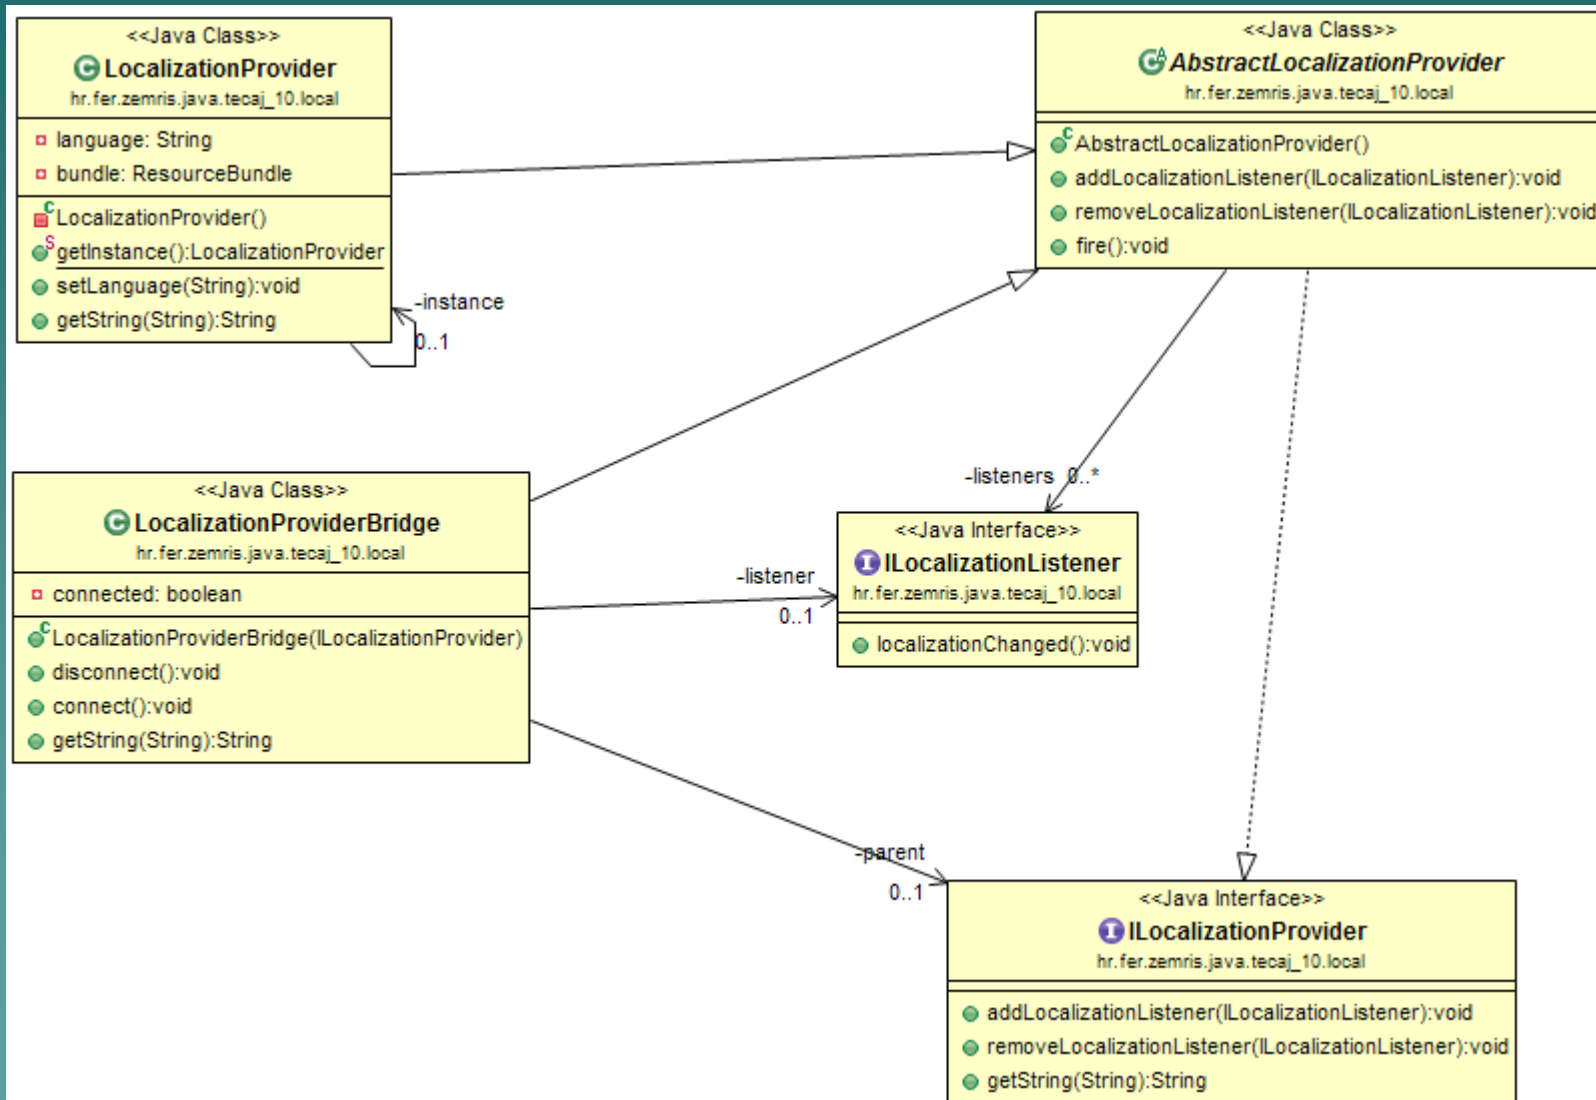 <<Java Class>>
LocalizationProvider
hr.fer.zemris.java.tecaj_10.local
language: String
bundle: ResourceBundle
LocalizationProvider()
getInstance():LocalizationProvider
setLanguage(String):void
getString(String):String
-instance
0..1
<<Java Class>>
AbstractLocalizationProvider
hr.fer.zemris.java.tecaj_10.local
AbstractLocalizationProvider()
addLocalizationListener(ILocalizationListener):void
removeLocalizationListener(ILocalizationListener):void
fire():void
<<Java Class>>
LocalizationProviderBridge
hr.fer.zemris.java.tecaj_10.local
connected: boolean
LocalizationProviderBridge(ILocalizationProvider)
disconnect():void
connect():void
getString(String):String
-listeners 0..*
-listener
0..1
<<Java Interface>>
ILocalizationListener
hr.fer.zemris.java.tecaj_10.local
localizationChanged():void
-parent
0..1
<<Java Interface>>
ILocalizationProvider
hr.fer.zemris.java.tecaj_10.local
addLocalizationListener(ILocalizationListener):void
removeLocalizationListener(ILocalizationListener):void
getString(String):String